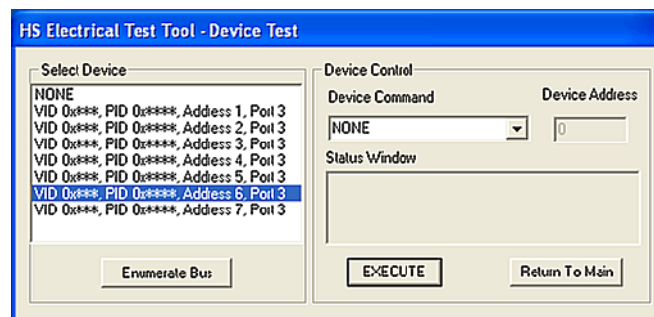 HS Electrical Test Tool - Device Test
Select Device
NONE
VID 0x***, PID 0x****, Address 1, Port 3
VID 0x***, PID 0x****, Address 2, Port 3
VID 0x***, PID 0x****, Address 3, Port 3
VID 0x***, PID 0x****, Address 4, Port 3
VID 0x***, PID 0x****, Address 5, Port 3
VID 0x***, PID 0x****, Address 6, Port 3
VID 0x***, PID 0x****, Address 7, Port 3
Enumerate Bus
Device Control
Device Command
Device Address
NONE
0
Status Window
EXECUTE
Return To Main